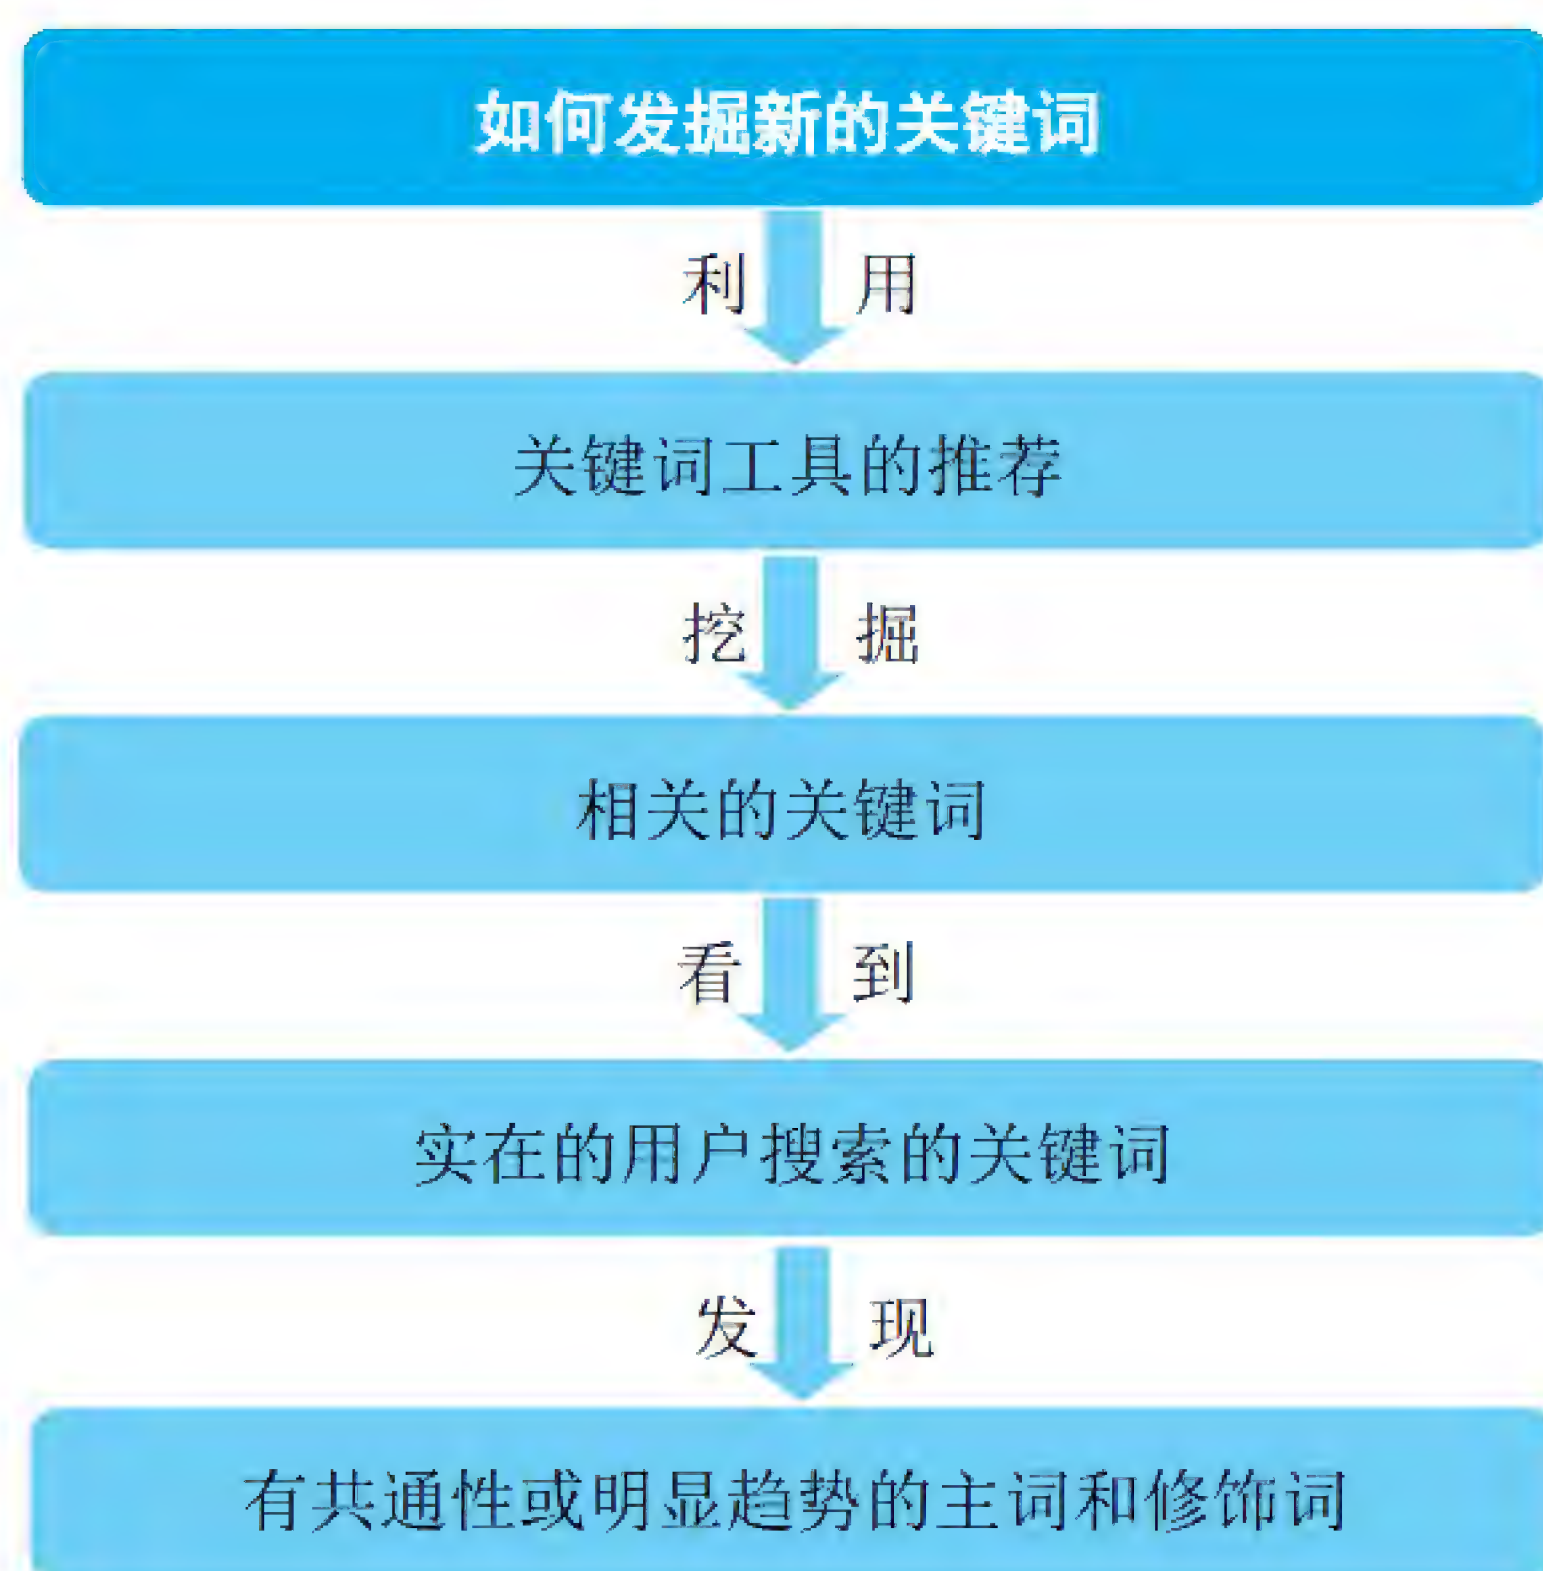 如何发掘新的关键词
利用
关键词工具的推荐
挖掘
相关的关键词
看到
实在的用户搜索的关键词
发现
有共通性或明显趋势的主词和修饰词